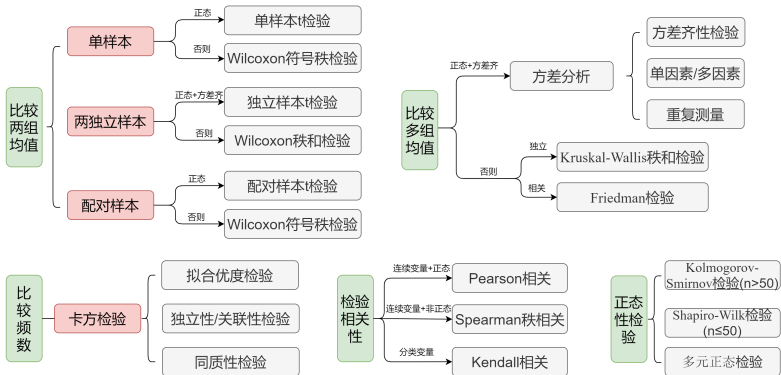 比较
两组
均值
单样本
正态
单样本t检验
否则
Wilcoxon符号秩检验
两独立样本
正态+方差齐
独立样本t检验
否则
Wilcoxon秩和检验
配对样本
正态
配对样本t检验
否则
Wilcoxon符号秩检验
比较
多组
均值
正态+方差齐
方差分析
方差齐性检验
单因素/多因素
重复测量
否则
独立
Kruskal-Wallis秩和检验
相关
Friedman检验
比
较
频
数
卡方检验
拟合优度检验
独立性/关联性检验
同质性检验
检验
相关
性
连续变量+正态
Pearson相关
连续变量+非正态
Spearman秩相关
分类变量
Kendall相关
正态
性检
验
Kolmogorov-
Smirnov检验(n>50)
Shapiro-Wilk检验
(n≤50)
多元正态检验